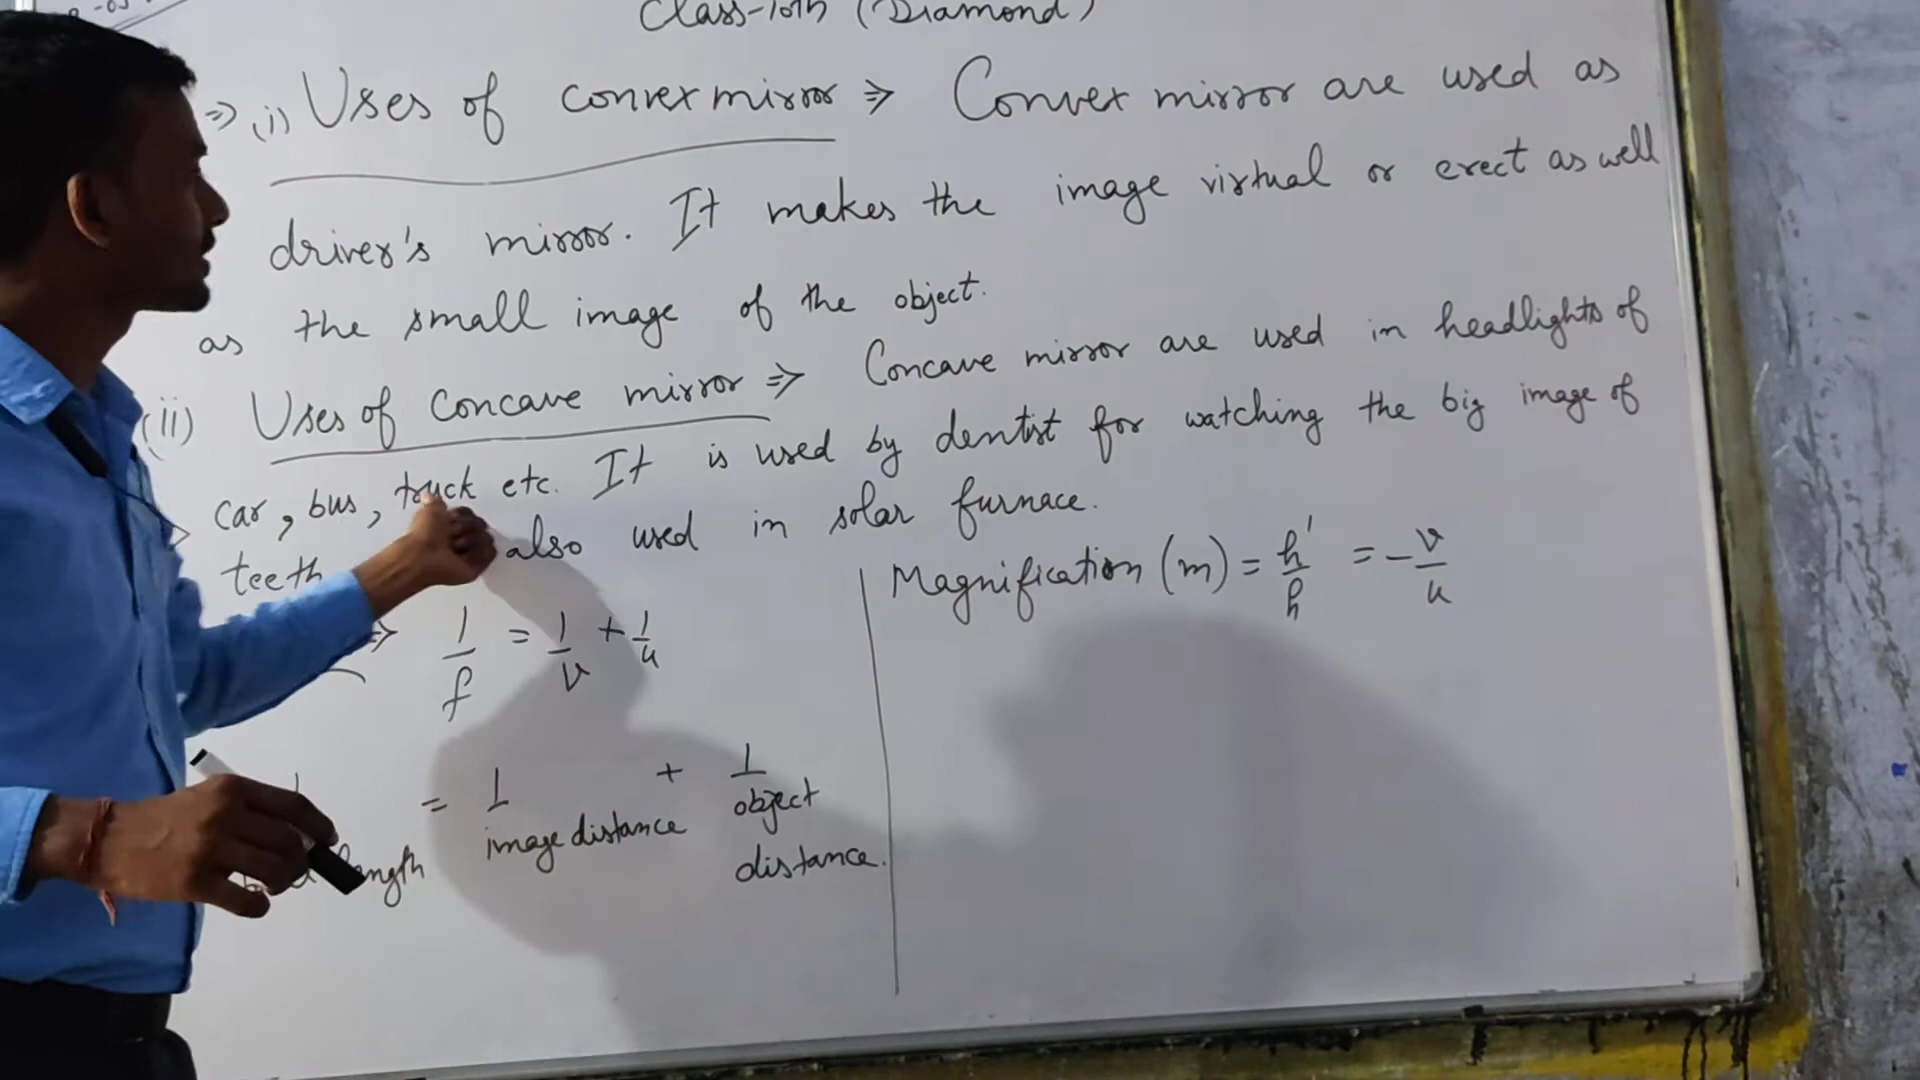 Class-10th (Diamond)
⇒ (i) Uses of convex mirror ⇒ Convex mirror are used as
driver's mirror. It makes the image virtual or erect as well
as the small image of the object.
(ii) Uses of Concave mirror ⇒ Concave mirror are used in headlights of
car, bus, truck etc. It is used by dentist for watching the big image of
teeth also used in solar furnace.
⇒ 1/f = 1/v + 1/u
Magnification (m) = h'/h = -v/u
= 1/image distance + 1/object distance.